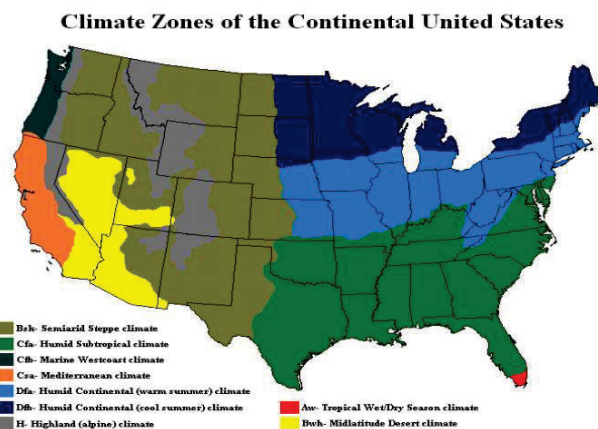 Climate Zones of the Continental United States
Bsk- Semiarid Steppe climate
Cfa- Humid Subtropical climate
Cfb- Marine Westcoast climate
Csa- Mediterranean climate
Dfa- Humid Continental (warm summer) climate
Dfb- Humid Continental (cool summer) climate
H- Highland (alpine) climate
Aw- Tropical Wet/Dry Season climate
Bwh- Midlatitude Desert climate